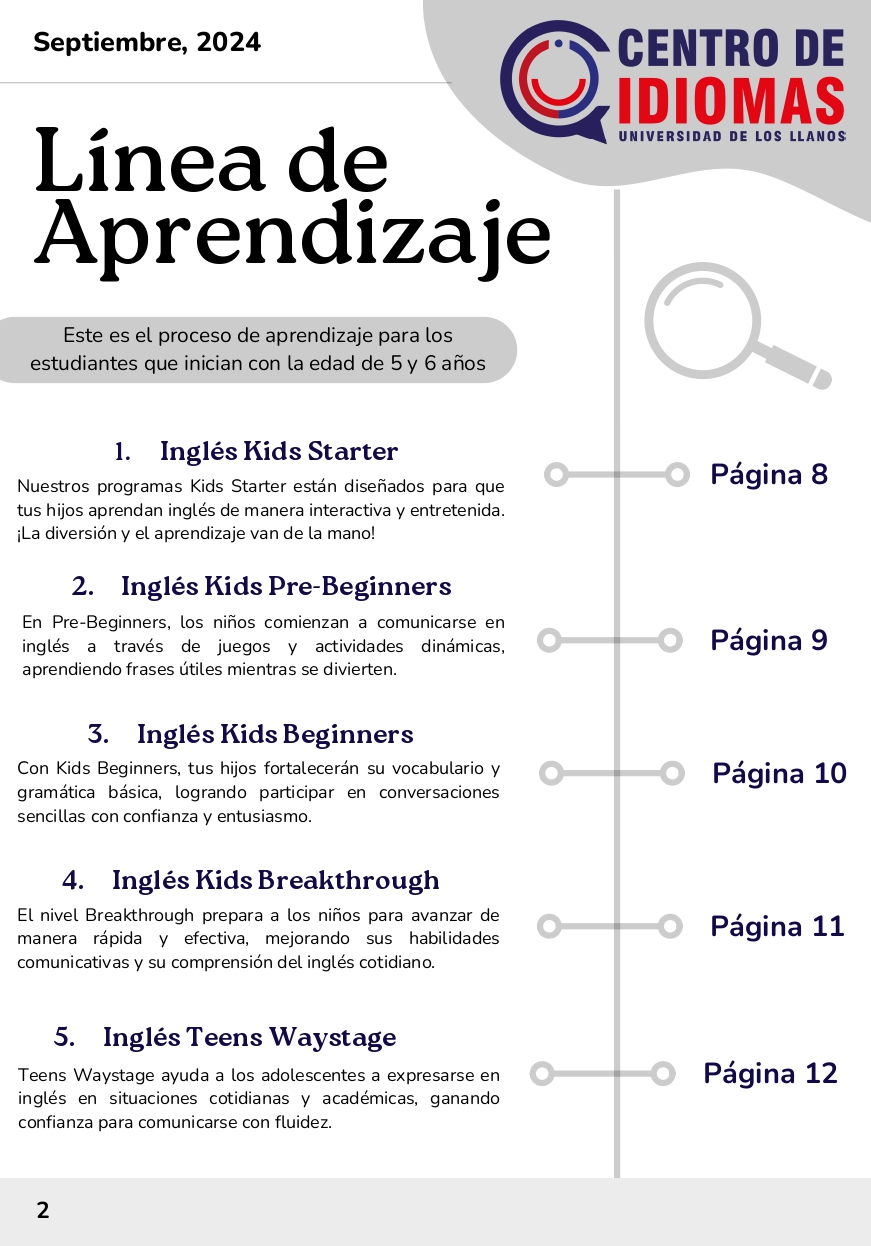 Septiembre, 2024
CENTRO DE
IDIOMAS
UNIVERSIDAD DE LOS LLANOS
Línea de
Aprendizaje
Este es el proceso de aprendizaje para los
estudiantes que inician con la edad de 5 y 6 años
1. Inglés Kids Starter
Nuestros programas Kids Starter están diseñados para que
tus hijos aprendan inglés de manera interactiva y entretenida.
¡La diversión y el aprendizaje van de la mano!
Página 8
2. Inglés Kids Pre-Beginners
En Pre-Beginners, los niños comienzan a comunicarse en
inglés a través de juegos y actividades dinámicas,
aprendiendo frases útiles mientras se divierten.
Página 9
3. Inglés Kids Beginners
Con Kids Beginners, tus hijos fortalecerán su vocabulario y
gramática básica, logrando participar en conversaciones
sencillas con confianza y entusiasmo.
Página 10
4. Inglés Kids Breakthrough
El nivel Breakthrough prepara a los niños para avanzar de
manera rápida y efectiva, mejorando sus habilidades
comunicativas y su comprensión del inglés cotidiano.
Página 11
5. Inglés Teens Waystage
Teens Waystage ayuda a los adolescentes a expresarse en
inglés en situaciones cotidianas y académicas, ganando
confianza para comunicarse con fluidez.
Página 12
2